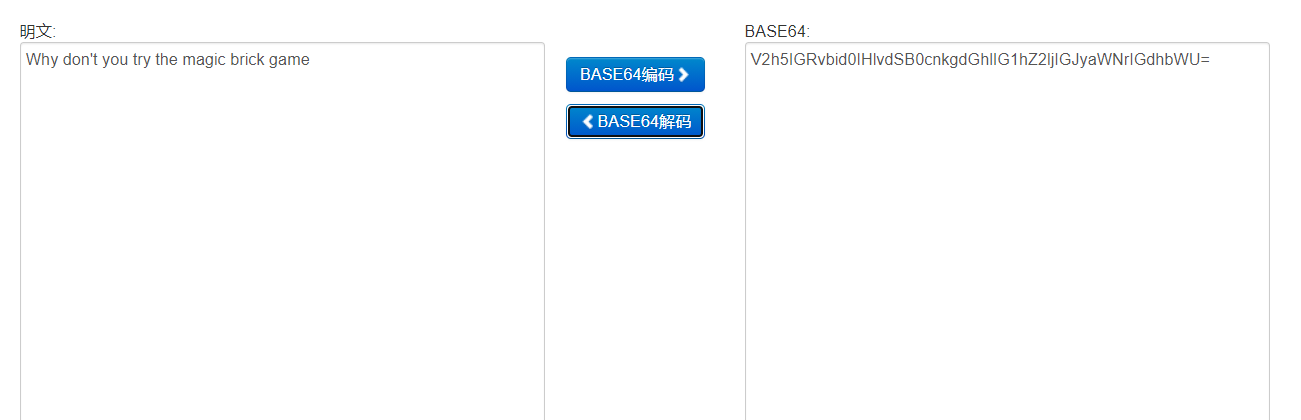 明文:
BASE64:
Why don't you try the magic brick game
V2h5IGRvbid0IHlvdSB0cnkgdGhlIG1hZ2ljIGJyaWNrIGdhbWU=
BASE64编码
BASE64解码